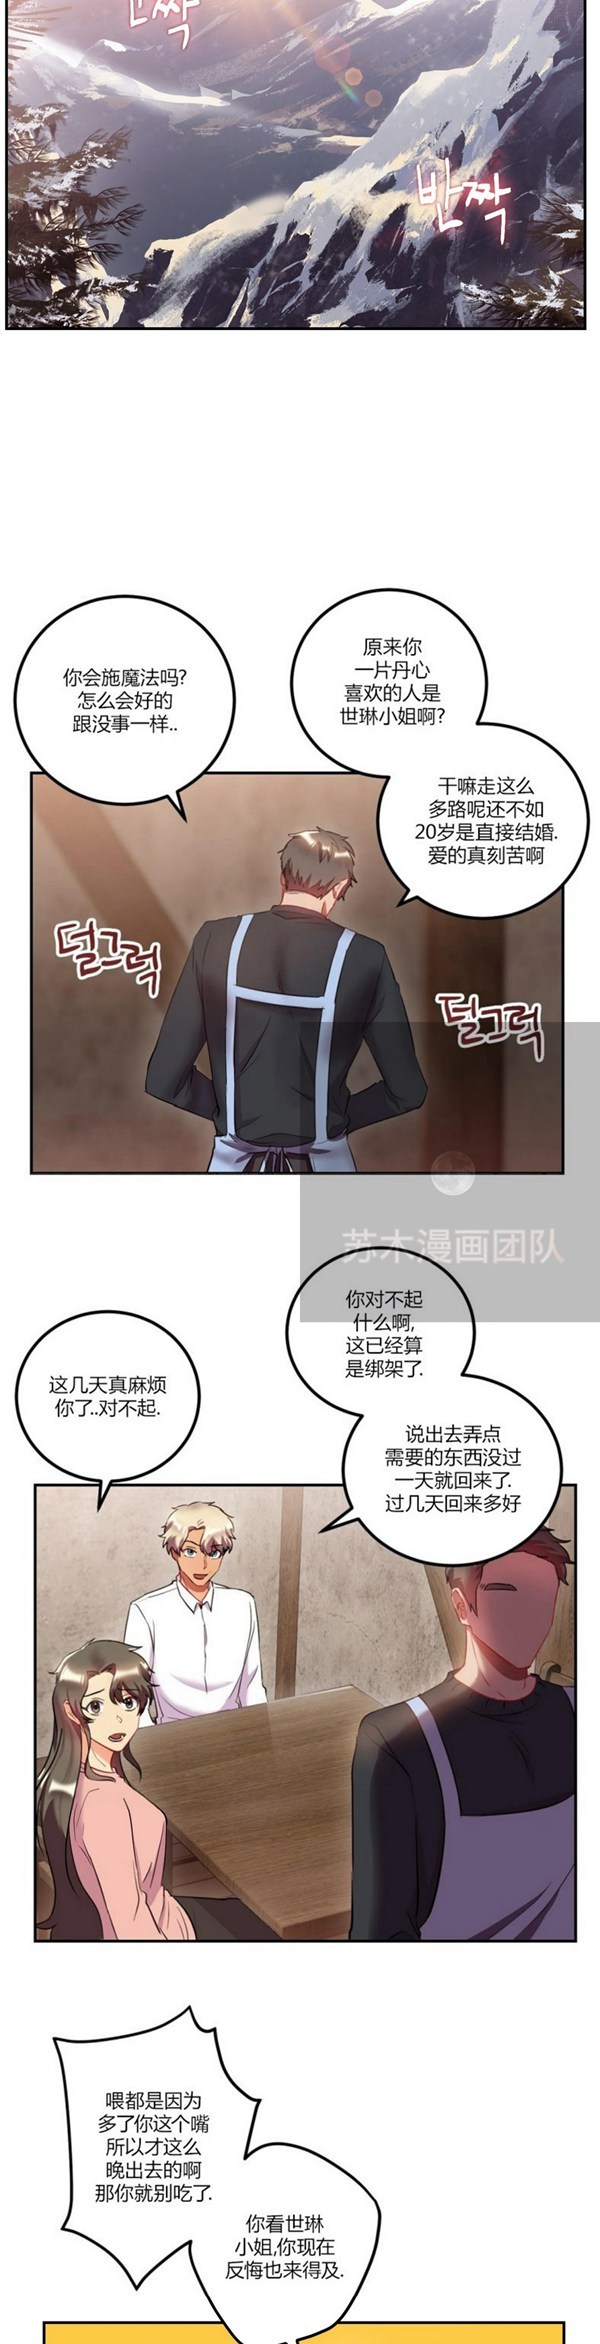 반짝
반짝
你会施魔法吗?
怎么会好的
跟没事一样..
原来你
一片丹心
喜欢的人是
世琳小姐啊?
干嘛走这么
多路呢还不如
20岁是直接结婚.
爱的真刻苦啊
덜그럭
덜그럭
苏木漫画团队
你对不起
什么啊,
这已经算
是绑架了.
这几天真麻烦
你了..对不起.
说出去弄点
需要的东西没过
一天就回来了.
过几天回来多好
喂都是因为
多了你这个嘴
所以才这么
晚出去的啊
那你就别吃了.
你看世琳
小姐,你现在
反悔也来得及.